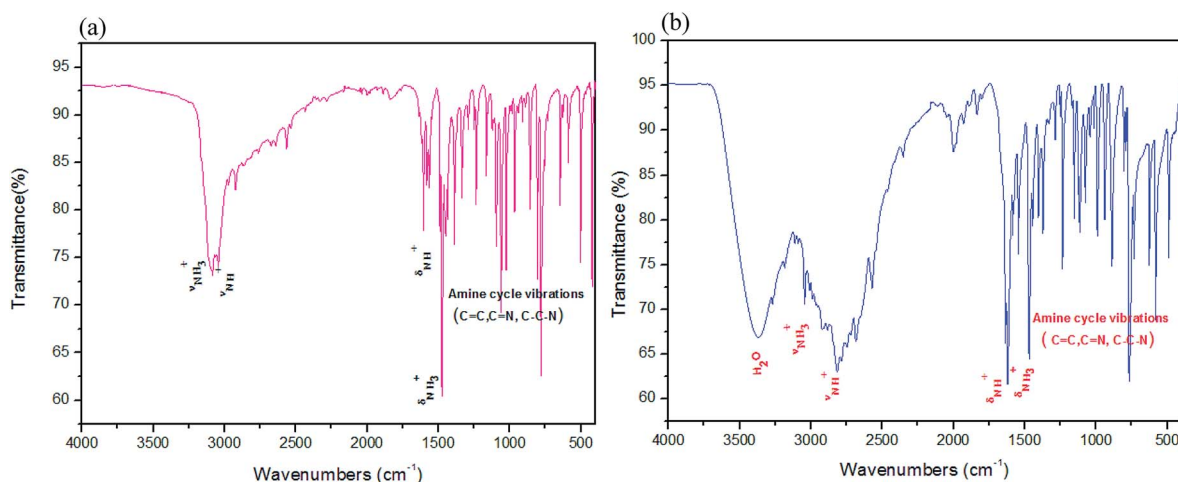 (a)
Transmittance(%)
95
90
85
80
75
70
65
60
+
νNH3
+
νNH
+
δNH
Amine cycle vibrations
(C=C,C=N, C-C-N)
+
δNH3
4000 3500 3000 2500 2000 1500 1000 500
Wavenumbers (cm-1)
(b)
Transmittance (%)
100
95
90
85
80
75
70
65
60
H2O
+
νNH3
+
νNH
+
δNH
+
δNH3
Amine cycle vibrations
( C=C,C=N, C-C-N)
4000 3500 3000 2500 2000 1500 1000 500
Wavenumbers (cm-1)